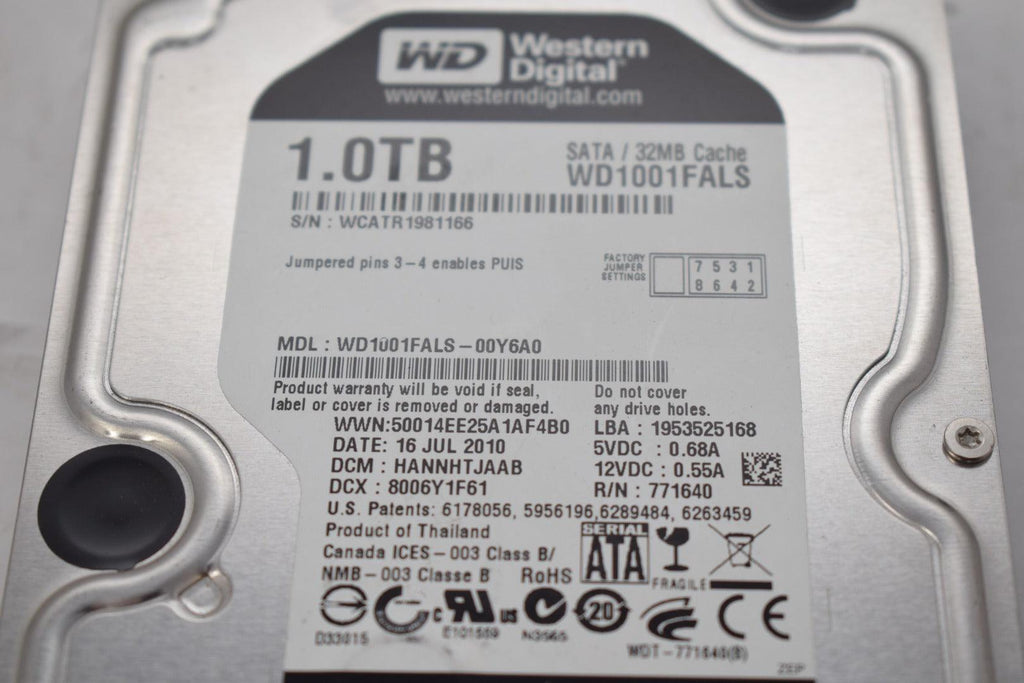 WD Western Digital
www.westerndigital.com
1.0TB
SATA / 32MB Cache
WD1001FALS
S/N : WCATR1981166
Jumpered pins 3-4 enables PUIS
FACTORY JUMPER SETTINGS
7 5 3 1
8 6 4 2
MDL : WD1001FALS-00Y6A0
Product warranty will be void if seal,
label or cover is removed or damaged.
Do not cover
any drive holes.
WWN:50014EE25A1AF4B0
LBA : 1953525168
DATE: 16 JUL 2010
5VDC : 0.68A
DCM : HANNHTJAAB
12VDC : 0.55A
DCX : 8006Y1F61
R/N : 771640
U.S. Patents: 6178056, 5956196,6289484, 6263459
Product of Thailand
Canada ICES-003 Class B/
NMB-003 Classe B
RoHS
SERIAL
ATA
FRAGILE
c UR us
20
CE
D33015
E101559
N3565
WDT-771640(B)